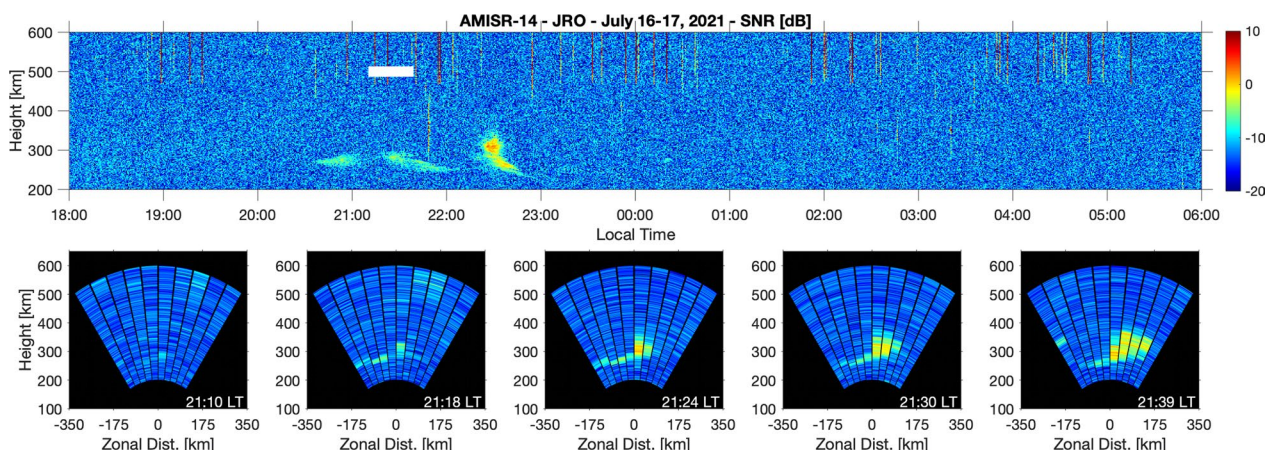 AMISR-14 - JRO - July 16-17, 2021 - SNR [dB]
Height [km]
600
500
400
300
200
18:00 19:00 20:00 21:00 22:00 23:00 00:00 01:00 02:00 03:00 04:00 05:00 06:00
Local Time
10
0
-10
-20
Height [km]
600
500
400
300
200
100
21:10 LT
-350 -175 0 175 350
Zonal Dist. [km]
600
500
400
300
200
100
21:18 LT
-350 -175 0 175 350
Zonal Dist. [km]
600
500
400
300
200
100
21:24 LT
-350 -175 0 175 350
Zonal Dist. [km]
600
500
400
300
200
100
21:30 LT
-350 -175 0 175 350
Zonal Dist. [km]
600
500
400
300
200
100
21:39 LT
-350 -175 0 175 350
Zonal Dist. [km]